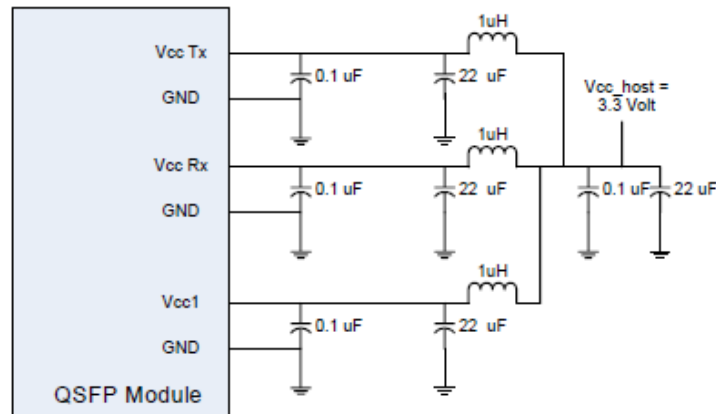 1uH
Vcc Tx
0.1 uF
22 uF
GND
Vcc_host =
3.3 Volt
1uH
Vcc Rx
0.1 uF
22 uF
0.1 uF
22 uF
GND
1uH
Vcc1
0.1 uF
22 uF
GND
QSFP Module